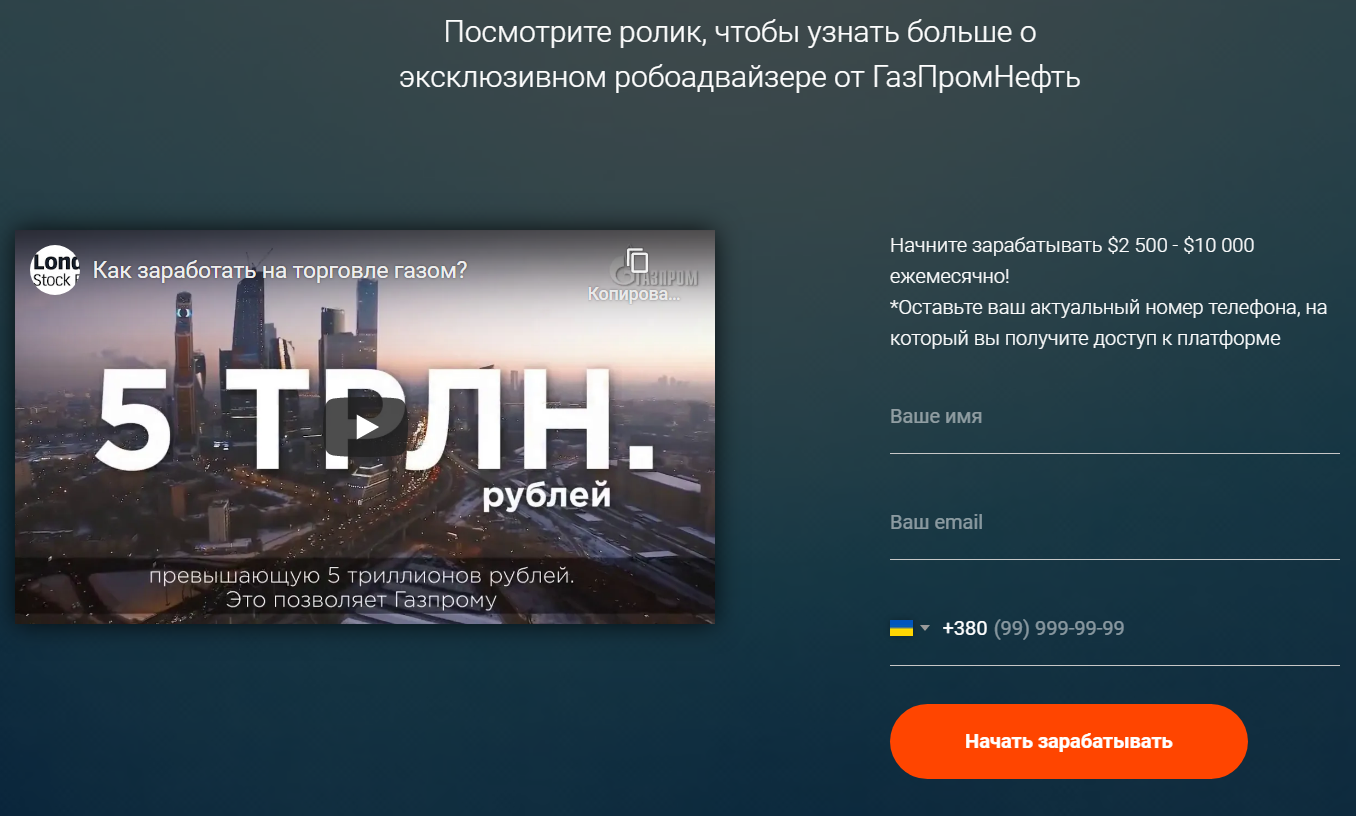 Посмотрите ролик, чтобы узнать больше о
эксклюзивном робоадвайзере от ГазПромНефть
Stock
Как заработать на торговле газом?
ГАЗПРОМ
Копирова...
5 ТРЛН.
рублей
превышающую 5 триллионов рублей.
Это позволяет Газпрому
Начните зарабатывать $2 500 - $10 000
ежемесячно!
*Оставьте ваш актуальный номер телефона, на
который вы получите доступ к платформе
Ваше имя
Ваш email
+380 (99) 999-99-99
Начать зарабатывать